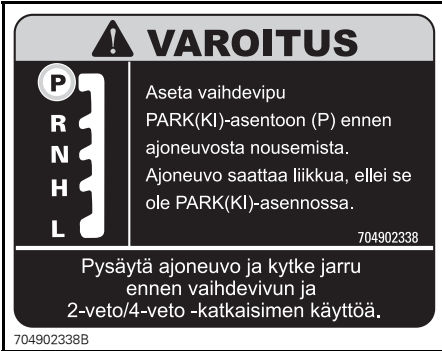 VAROITUS
P
R
N
H
L
Aseta vaihdevipu
PARK(KI)-asentoon (P) ennen
ajoneuvosta nousemista.
Ajoneuvo saattaa liikkua, ellei se
ole PARK(KI)-asennossa.
704902338
Pysäytä ajoneuvo ja kytke jarru
ennen vaihdevivun ja
2-veto/4-veto -katkaisimen käyttöä.
704902338B